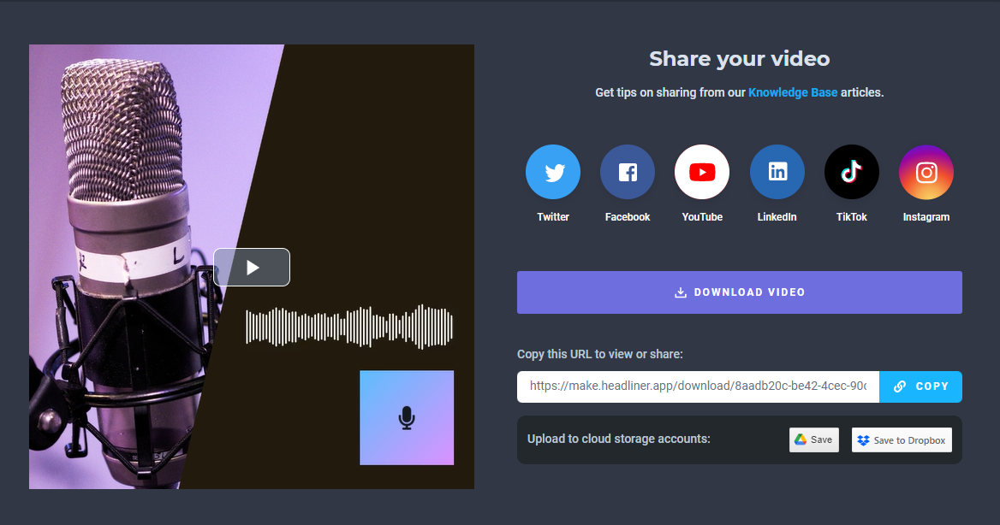 Share your video
Get tips on sharing from our Knowledge Base articles.
Twitter
Facebook
YouTube
LinkedIn
TikTok
Instagram
DOWNLOAD VIDEO
Copy this URL to view or share:
https://make.headliner.app/download/8aadb20c-be42-4cec-90
COPY
Upload to cloud storage accounts:
Save
Save to Dropbox
L